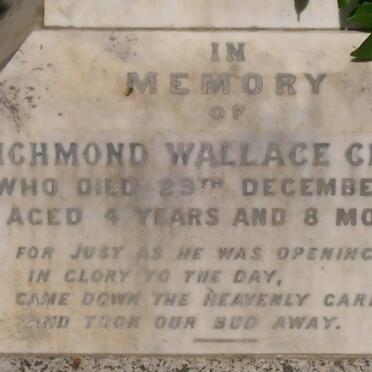 IN
MEMORY
OF
ICHMOND WALLACE C
WHO DIED 29TH DECEMBE
AGED 4 YEARS AND 8 MO
FOR JUST AS HE WAS OPENING
IN GLORY TO THE DAY,
CAME DOWN THE HEAVENLY GAR
AND TOOK OUR BUD AWAY.